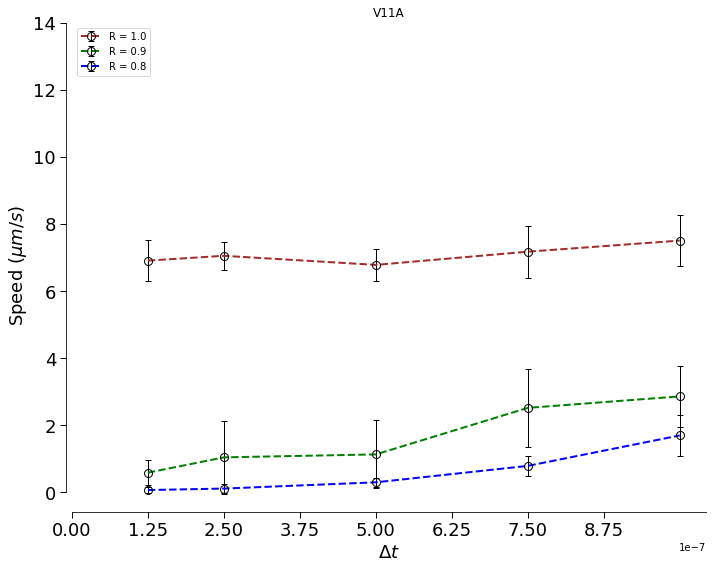 V11A
R = 1.0
R = 0.9
R = 0.8
14
12
10
8
6
4
2
0
Speed (μm/s)
0.00 1.25 2.50 3.75 5.00 6.25 7.50 8.75
1e−7
Δt